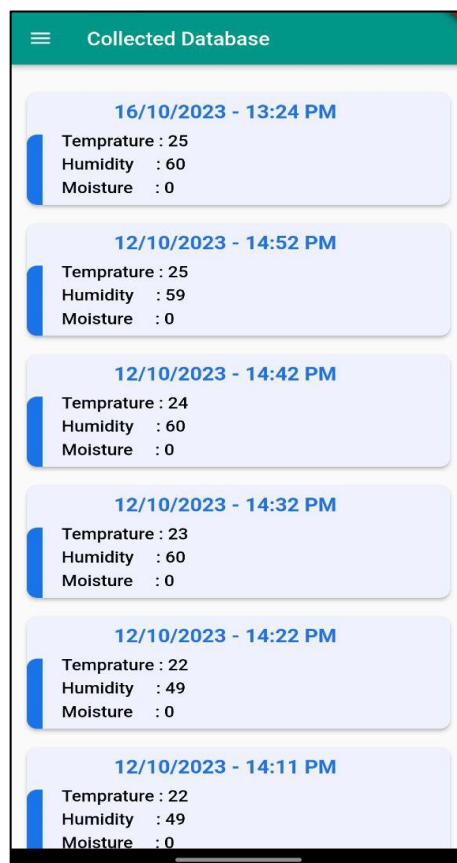 Collected Database
16/10/2023 - 13:24 PM
Temprature : 25
Humidity : 60
Moisture : 0
12/10/2023 - 14:52 PM
Temprature : 25
Humidity : 59
Moisture : 0
12/10/2023 - 14:42 PM
Temprature : 24
Humidity : 60
Moisture : 0
12/10/2023 - 14:32 PM
Temprature : 23
Humidity : 60
Moisture : 0
12/10/2023 - 14:22 PM
Temprature : 22
Humidity : 49
Moisture : 0
12/10/2023 - 14:11 PM
Temprature : 22
Humidity : 49
Moisture : 0